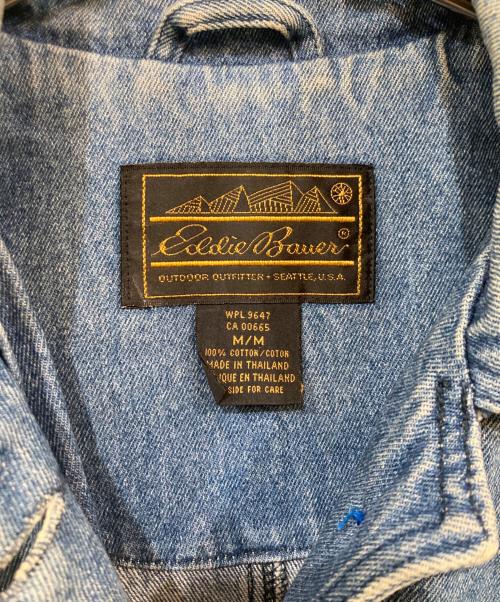 Eddie Bauer®
OUTDOOR OUTFITTER • SEATTLE, U.S.A.
WPL 9647
CA 00665
M/M
100% COTTON/COTON
MADE IN THAILAND
QUE EN THAILAND
SIDE FOR CARE